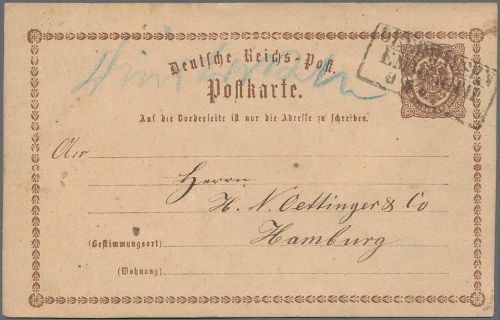 Deutsche Reichs-Post.
Postkarte.
Auf die Vorderseite ist nur die Adresse zu schreiben.
An
Herrn
H. N. Oettinger & Co
(Bestimmungsort)
Hamburg
(Wohnung)